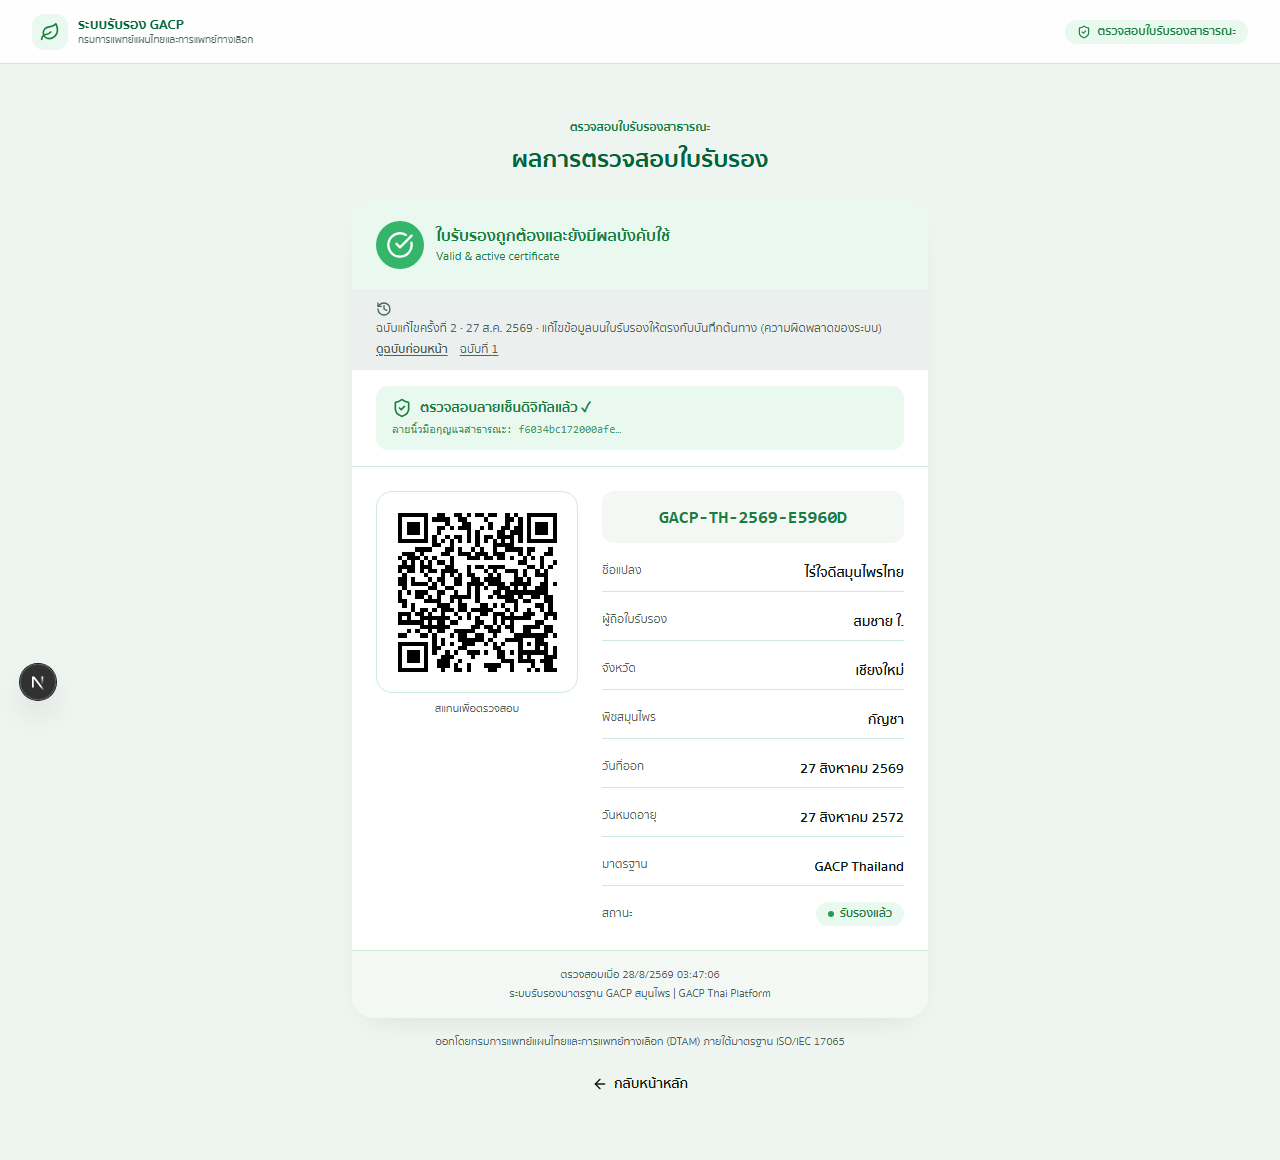 ระบบรับรอง GACP
กรมการแพทย์แผนไทยและการแพทย์ทางเลือก
ตรวจสอบใบรับรองสาธารณะ
ตรวจสอบใบรับรองสาธารณะ
ผลการตรวจสอบใบรับรอง
ใบรับรองถูกต้องและยังมีผลบังคับใช้
Valid & active certificate
ฉบับแก้ไขครั้งที่ 2 · 27 ส.ค. 2569 · แก้ไขข้อมูลบนใบรับรองให้ตรงกับบันทึกต้นทาง (ความผิดพลาดของระบบ)
ดูฉบับก่อนหน้า ฉบับที่ 1
ตรวจสอบลายเซ็นดิจิทัลแล้ว ✓
ลายนิ้วมือกุญแจสาธารณะ: f6034bc172000afe…
GACP-TH-2569-E5960D
ชื่อแปลง ไร่ใจดีสมุนไพรไทย
ผู้ถือใบรับรอง สมชาย ใ.
จังหวัด เชียงใหม่
พืชสมุนไพร กัญชา
วันที่ออก 27 สิงหาคม 2569
วันหมดอายุ 27 สิงหาคม 2572
มาตรฐาน GACP Thailand
สถานะ รับรองแล้ว
สแกนเพื่อตรวจสอบ
ตรวจสอบเมื่อ 28/8/2569 03:47:06
ระบบรับรองมาตรฐาน GACP สมุนไพร | GACP Thai Platform
ออกโดยกรมการแพทย์แผนไทยและการแพทย์ทางเลือก (DTAM) ภายใต้มาตรฐาน ISO/IEC 17065
← กลับหน้าหลัก
N